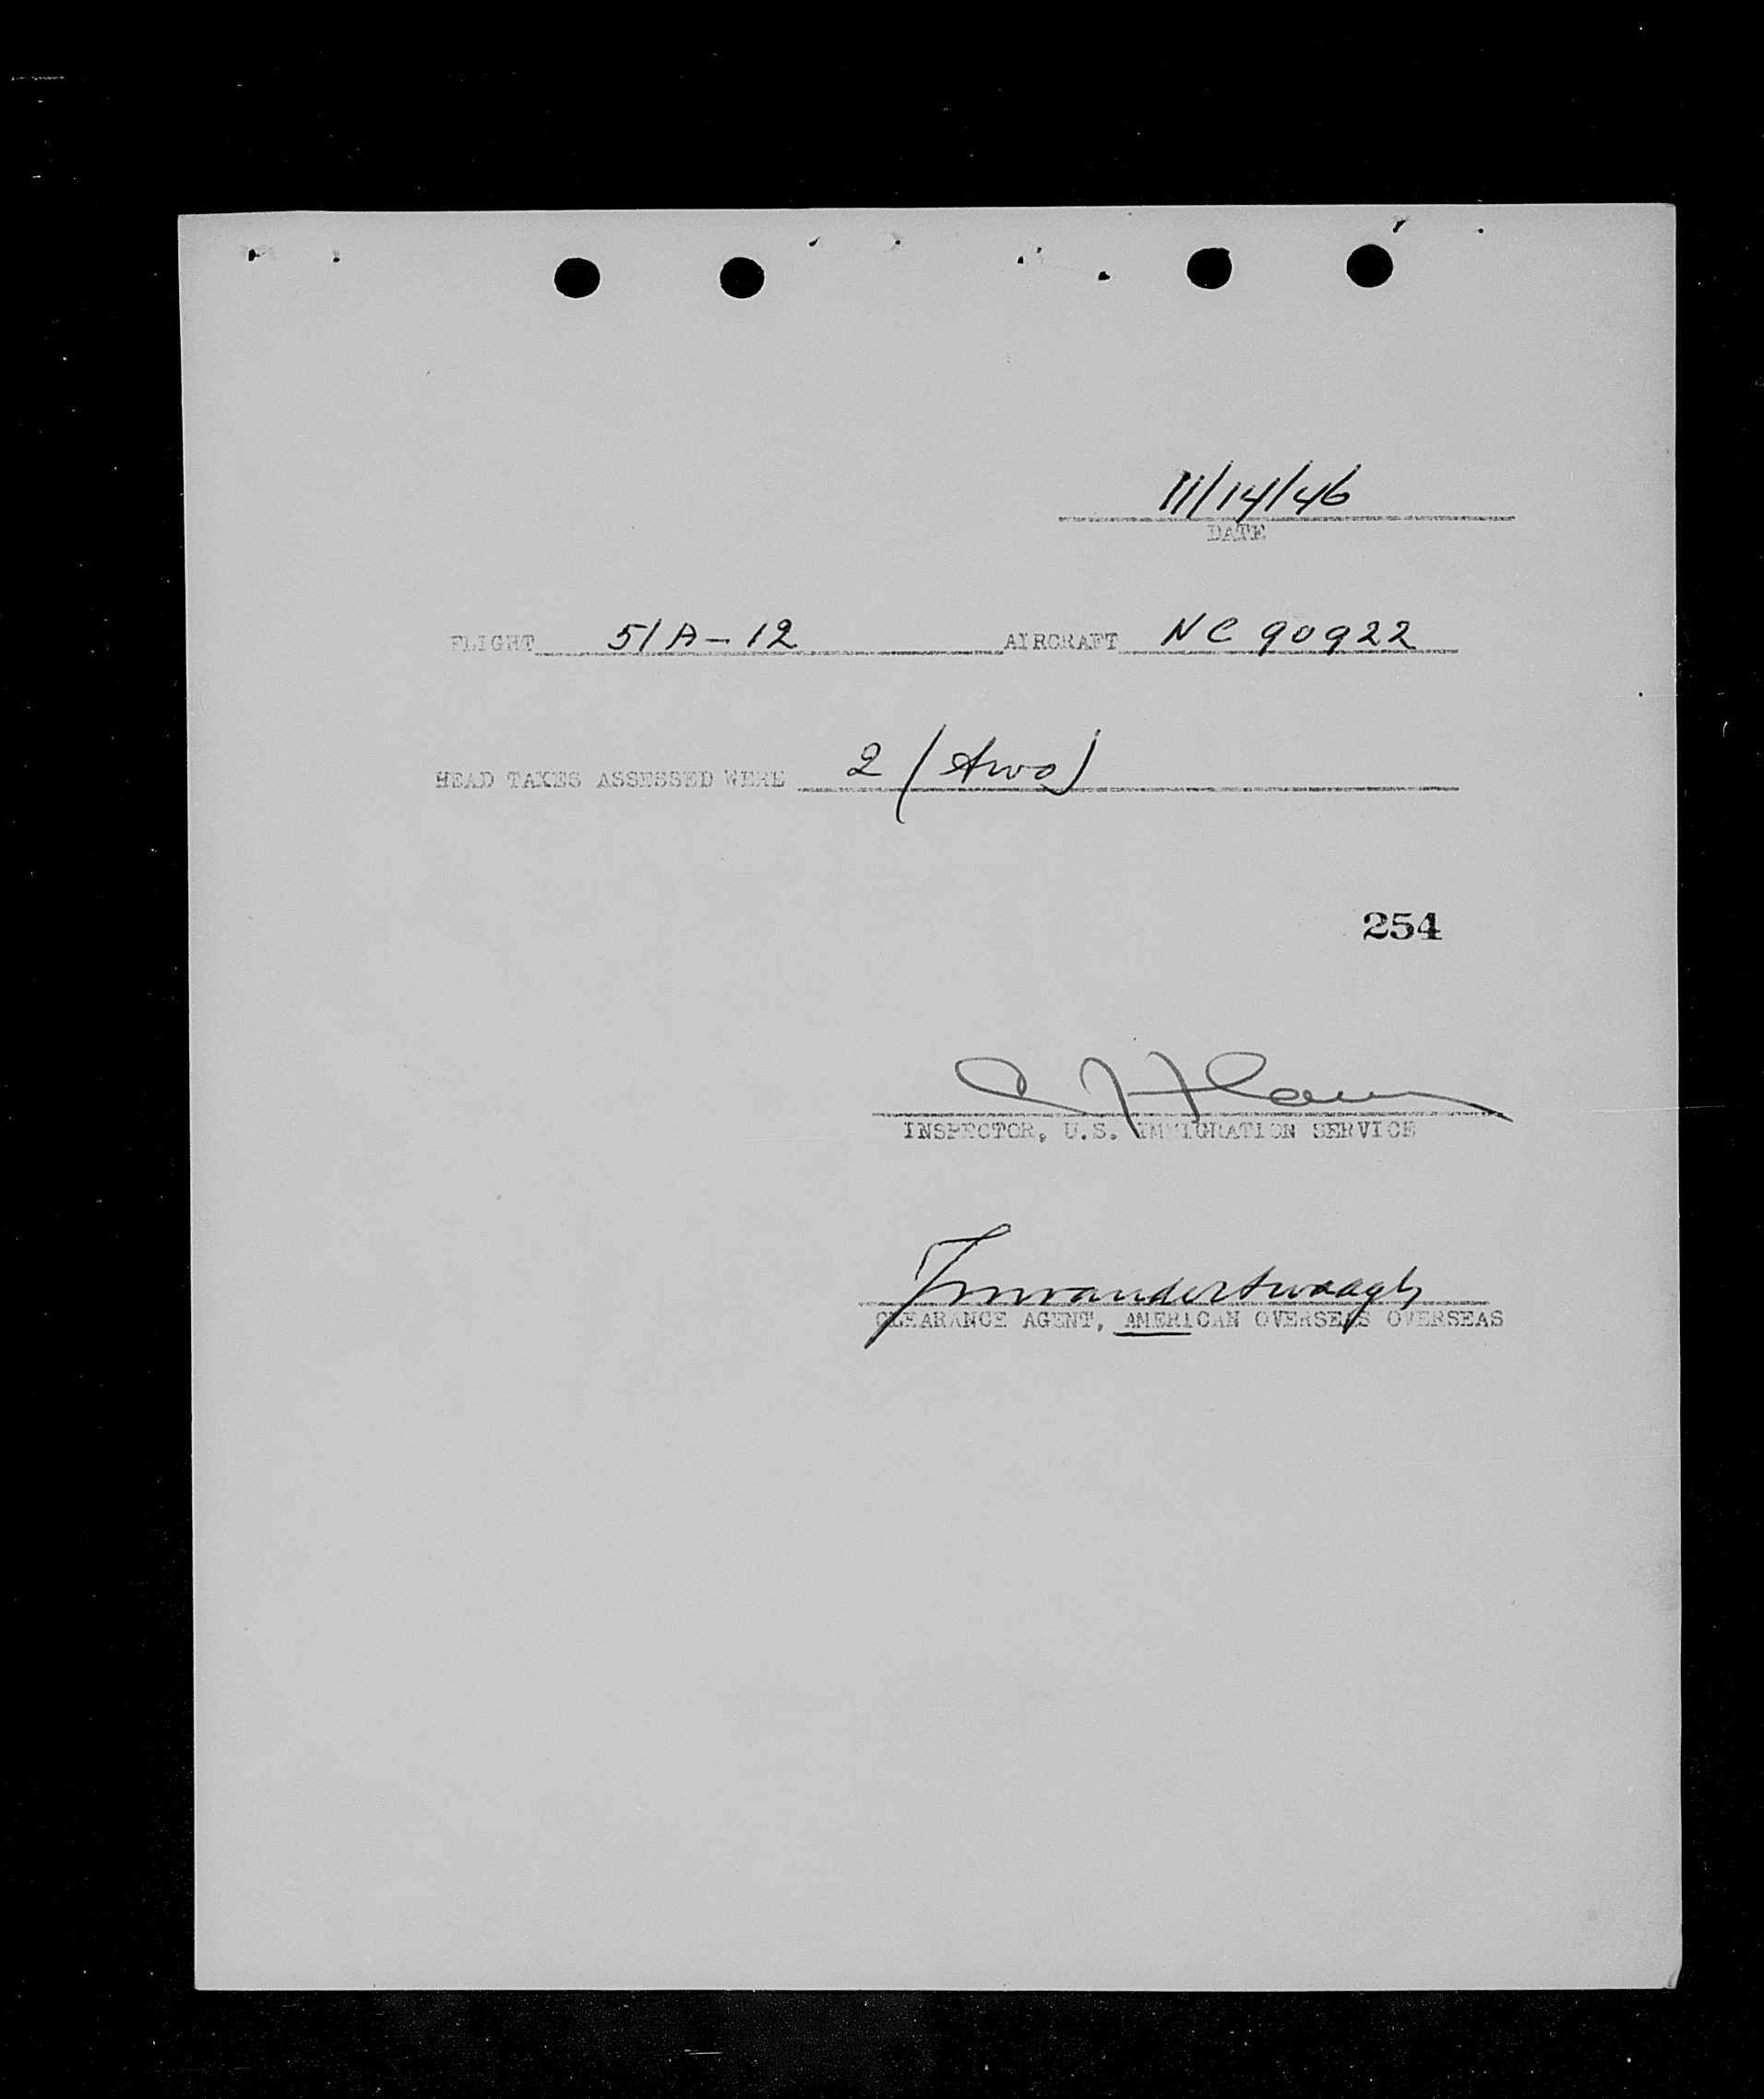 11/14/46
DATE
FLIGHT 51A-12 AIRCRAFT NC 90922
HEAD TAXES ASSESSED WERE 2 (two)
254
INSPECTOR, U.S. IMMIGRATION SERVICE
CLEARANCE AGENT, AMERICAN OVERSEAS OVERSEAS